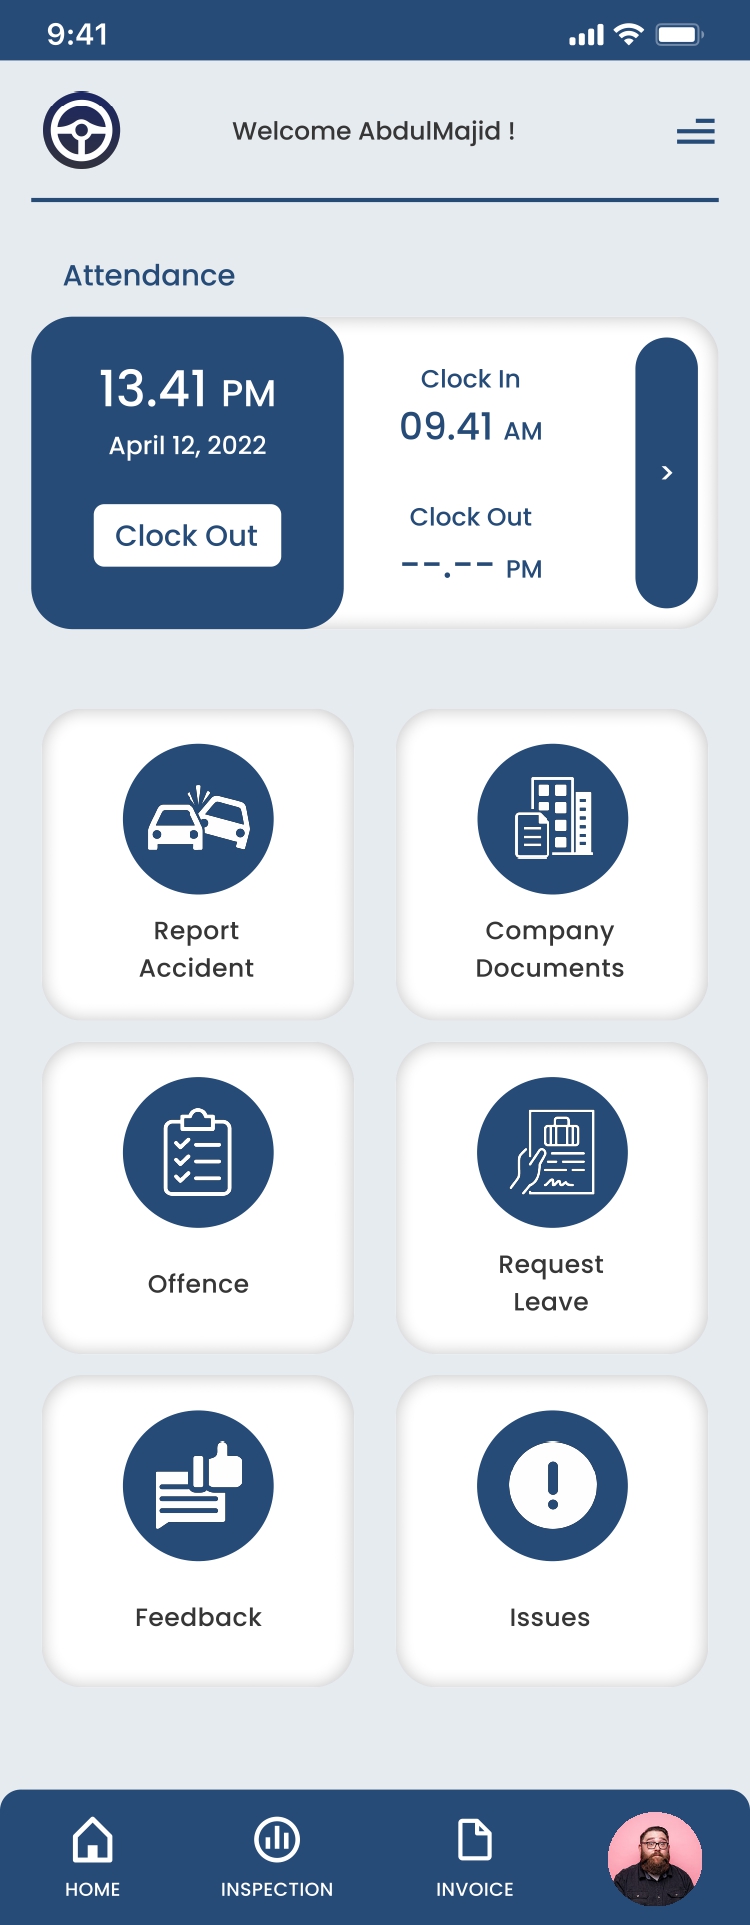 9:41
Welcome AbdulMajid !
Attendance
13.41 PM
April 12, 2022
Clock Out
Clock In
09.41 AM
Clock Out
--.-- PM
>
Report
Accident
Company
Documents
Offence
Request
Leave
Feedback
Issues
HOME
INSPECTION
INVOICE